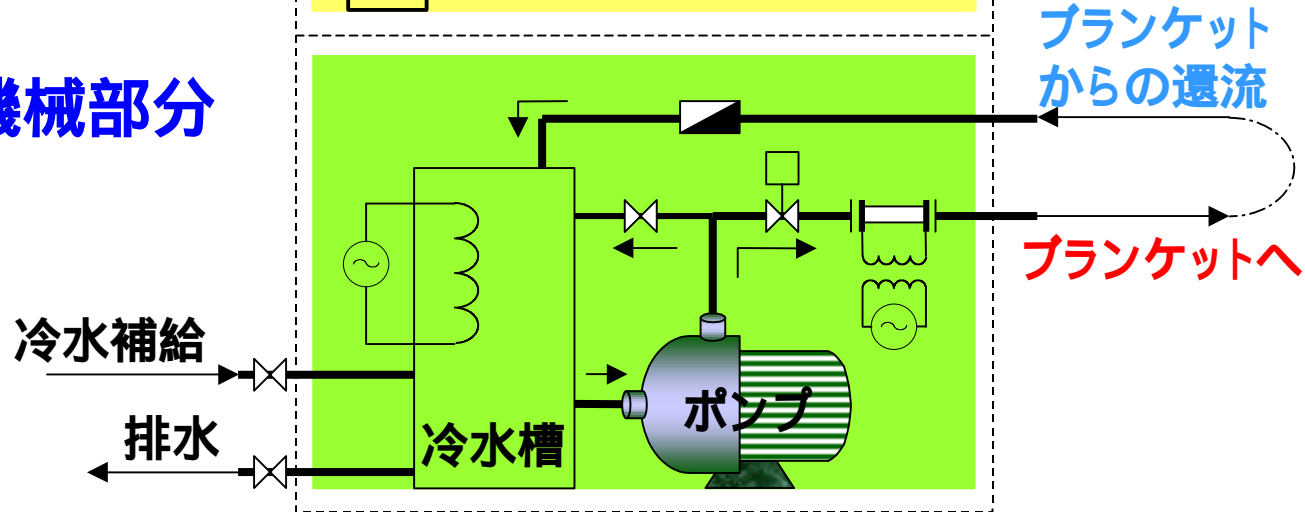 ブランケット
からの還流
機械部分
ブランケットへ
冷水補給
排水
冷水槽
ポンプ